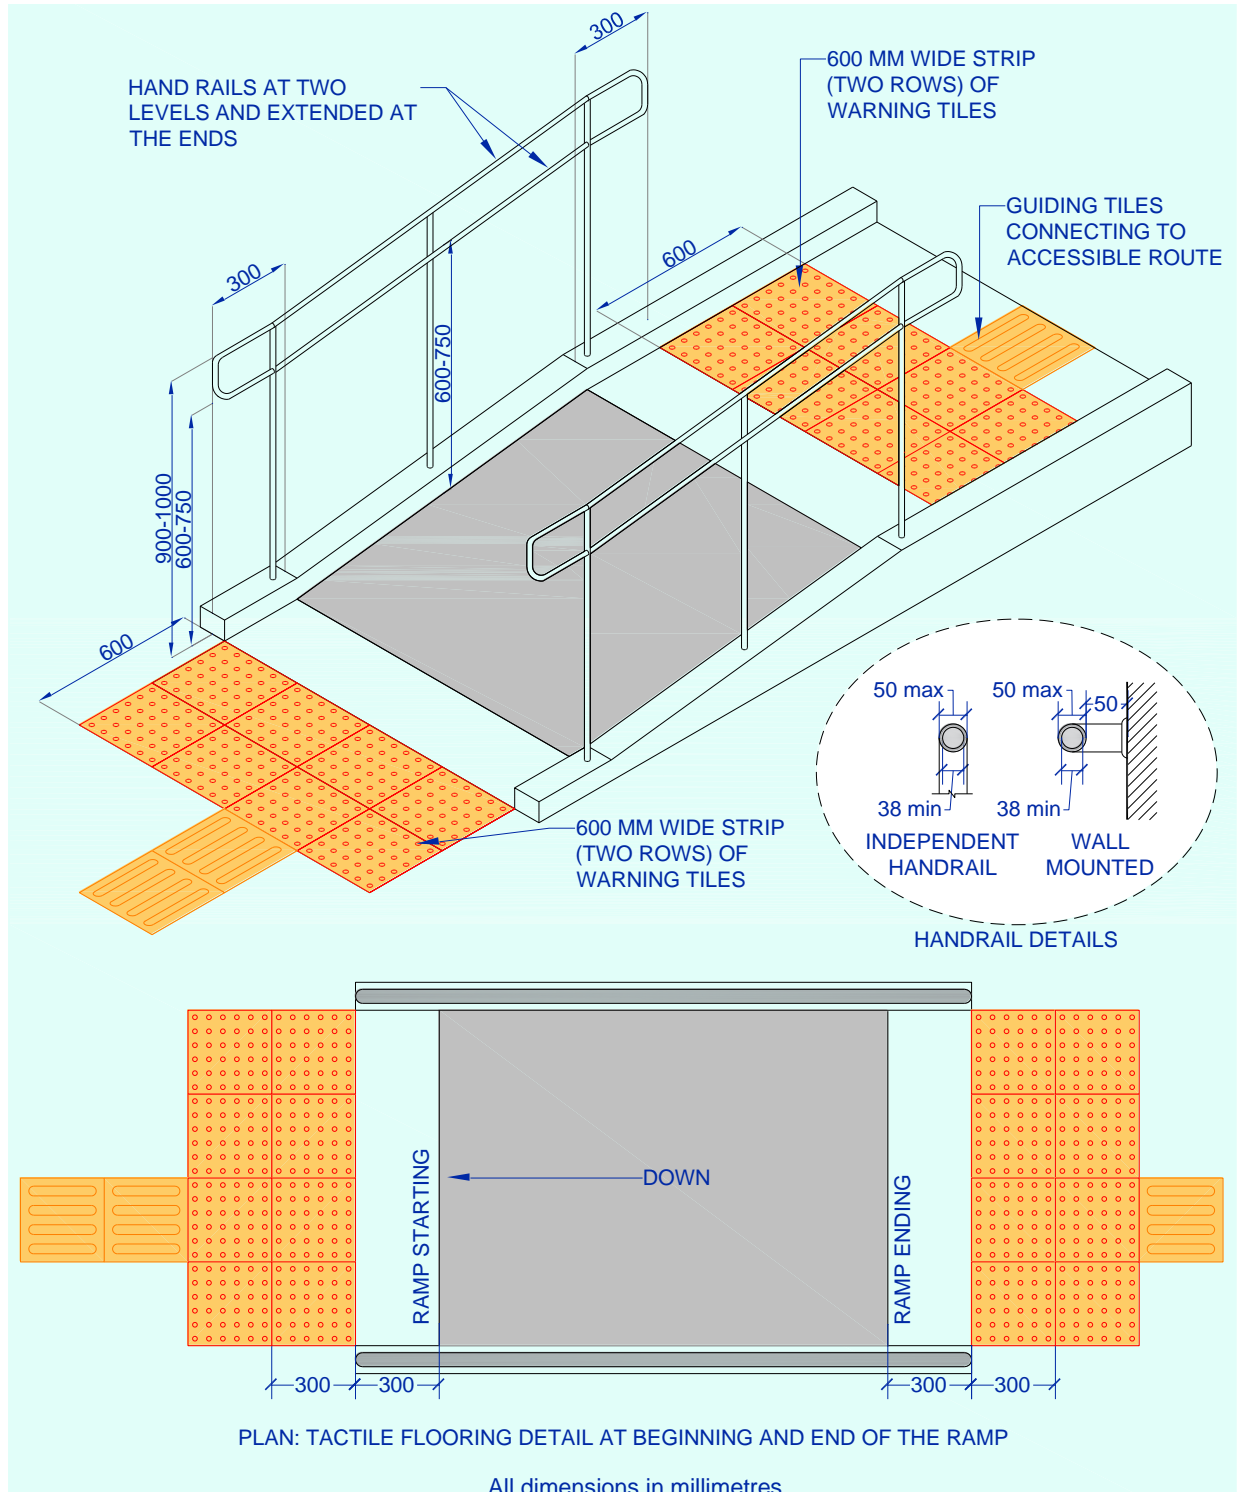 300
HAND RAILS AT TWO
LEVELS AND EXTENDED AT
THE ENDS
600 MM WIDE STRIP
(TWO ROWS) OF
WARNING TILES
GUIDING TILES
CONNECTING TO
ACCESSIBLE ROUTE
600
300
600-750
900-1000
600-750
600
50 max
50 max
50
38 min
38 min
INDEPENDENT
HANDRAIL
WALL
MOUNTED
HANDRAIL DETAILS
600 MM WIDE STRIP
(TWO ROWS) OF
WARNING TILES
RAMP STARTING
DOWN
RAMP ENDING
300
300
300
300
PLAN: TACTILE FLOORING DETAIL AT BEGINNING AND END OF THE RAMP
All dimensions in millimetres